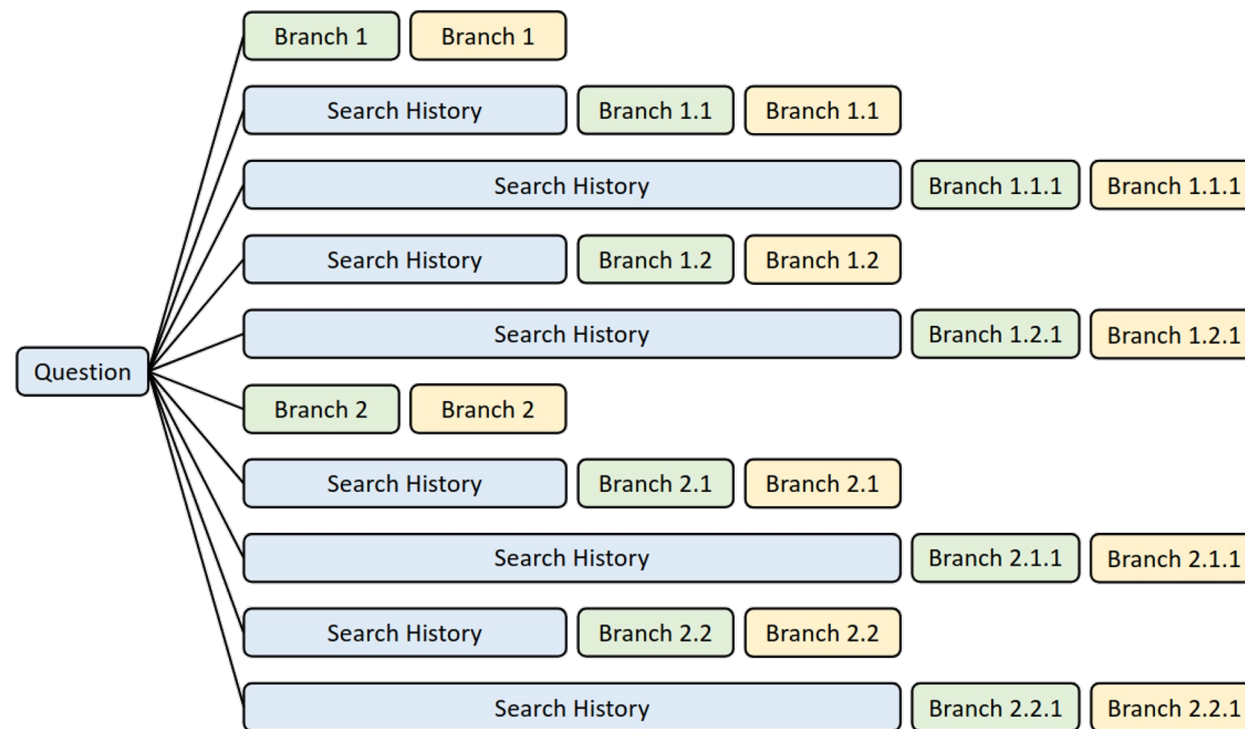 Branch 1 Branch 1
Search History Branch 1.1 Branch 1.1
Search History Branch 1.1.1 Branch 1.1.1
Search History Branch 1.2 Branch 1.2
Search History Branch 1.2.1 Branch 1.2.1
Question
Branch 2 Branch 2
Search History Branch 2.1 Branch 2.1
Search History Branch 2.1.1 Branch 2.1.1
Search History Branch 2.2 Branch 2.2
Search History Branch 2.2.1 Branch 2.2.1